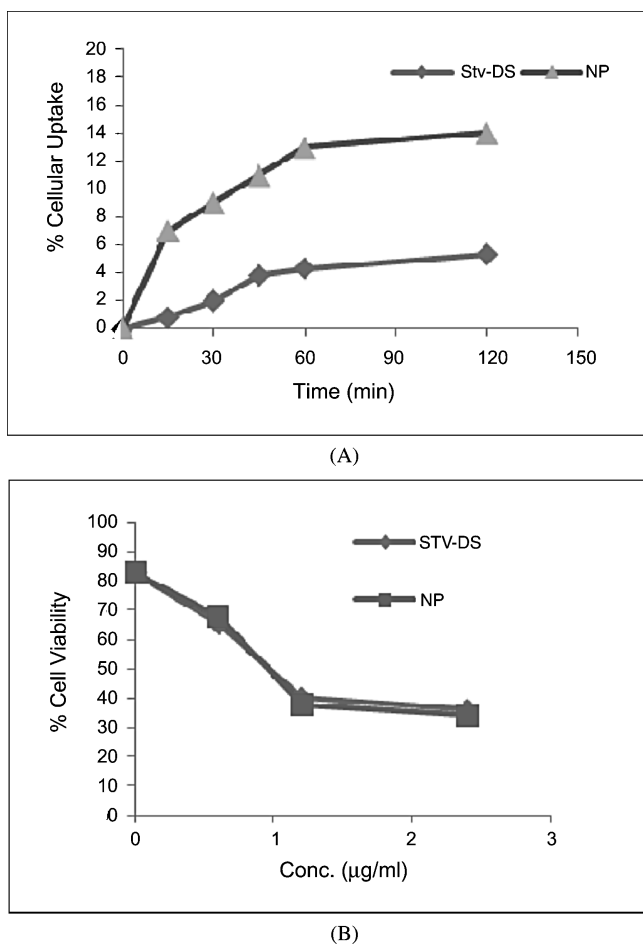 20
18
16
14
12
10
8
6
4
2
0
% Cellular Uptake
Stv-DS NP
0 30 60 90 120 150
Time (min)
(A)
100
90
80
70
60
50
40
30
20
10
0
% Cell Viability
STV-DS
NP
0 1 2 3
Conc. (μg/ml)
(B)